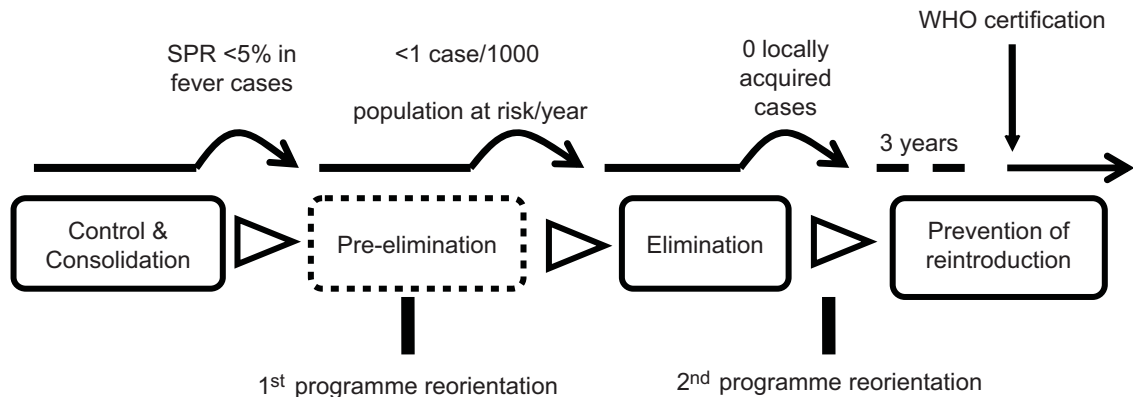 WHO certification
SPR <5% in
fever cases
<1 case/1000
population at risk/year
0 locally
acquired
cases
3 years
Control &
Consolidation
Pre-elimination
Elimination
Prevention of
reintroduction
1st programme reorientation
2nd programme reorientation